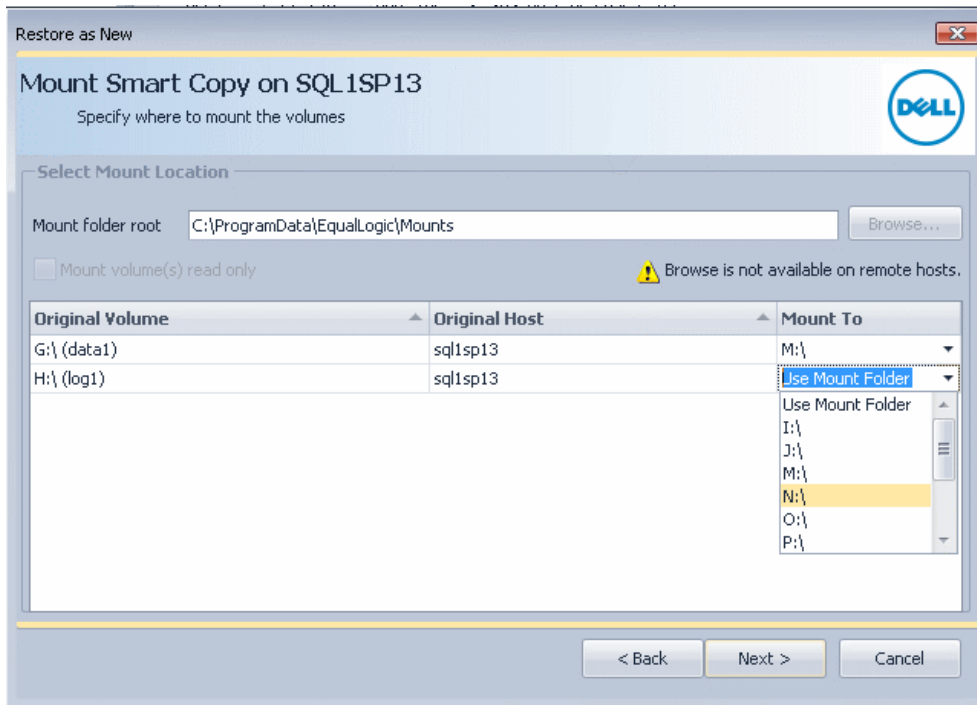 Restore as New
Mount Smart Copy on SQL1SP13
Specify where to mount the volumes
DELL
Select Mount Location
Mount folder root C:\ProgramData\EqualLogic\Mounts Browse...
Mount volume(s) read only Browse is not available on remote hosts.
Original Volume Original Host Mount To
G:\ (data1) sql1sp13 M:\
H:\ (log1) sql1sp13 Use Mount Folder
Use Mount Folder
I:\
J:\
M:\
N:\
O:\
P:\
< Back Next > Cancel